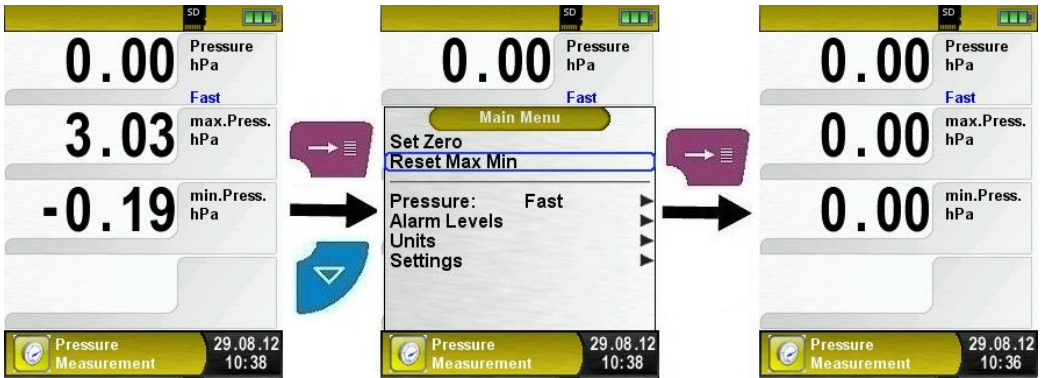 SD
0.00 Pressure
hPa
Fast
3.03 max.Press.
hPa
-0.19 min.Press.
hPa
Pressure
Measurement
29.08.12
10:38
SD
0.00 Pressure
hPa
Fast
Main Menu
Set Zero
Reset Max Min
Pressure: Fast
Alarm Levels
Units
Settings
Pressure
Measurement
29.08.12
10:38
SD
0.00 Pressure
hPa
Fast
0.00 max.Press.
hPa
0.00 min.Press.
hPa
Pressure
Measurement
29.08.12
10:36